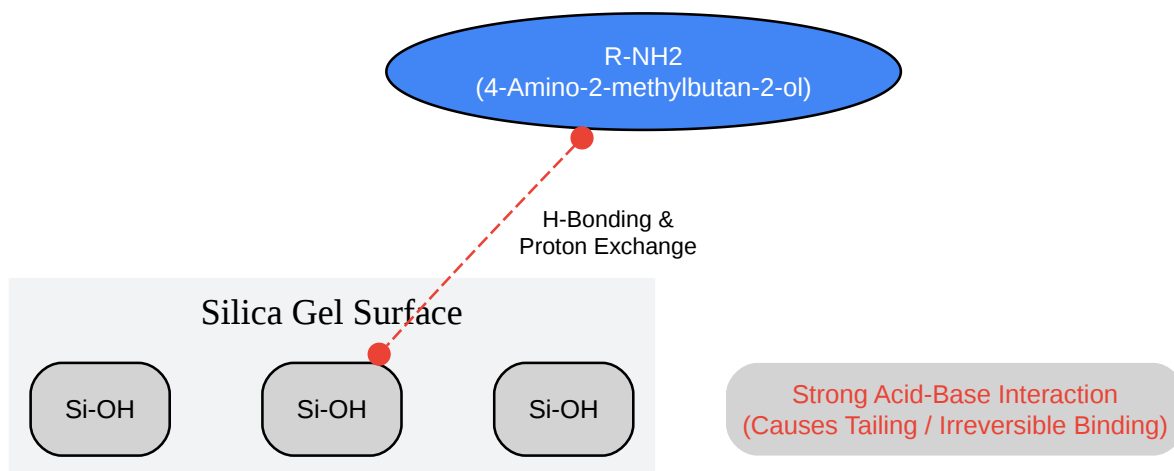 R-NH2
(4-Amino-2-methylbutan-2-ol)
H-Bonding &
Proton Exchange
Silica Gel Surface
Si-OH
Si-OH
Si-OH
Strong Acid-Base Interaction
(Causes Tailing / Irreversible Binding)